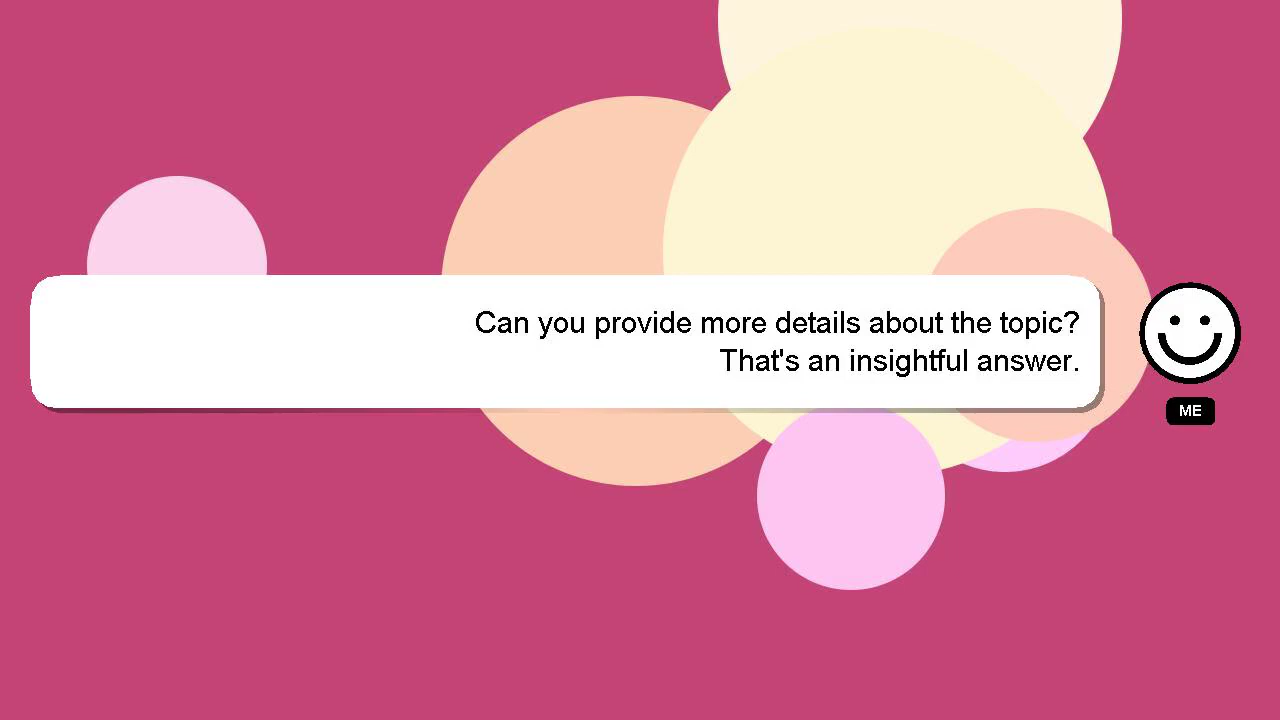 Can you provide more details about the topic?
That's an insightful answer.
ME